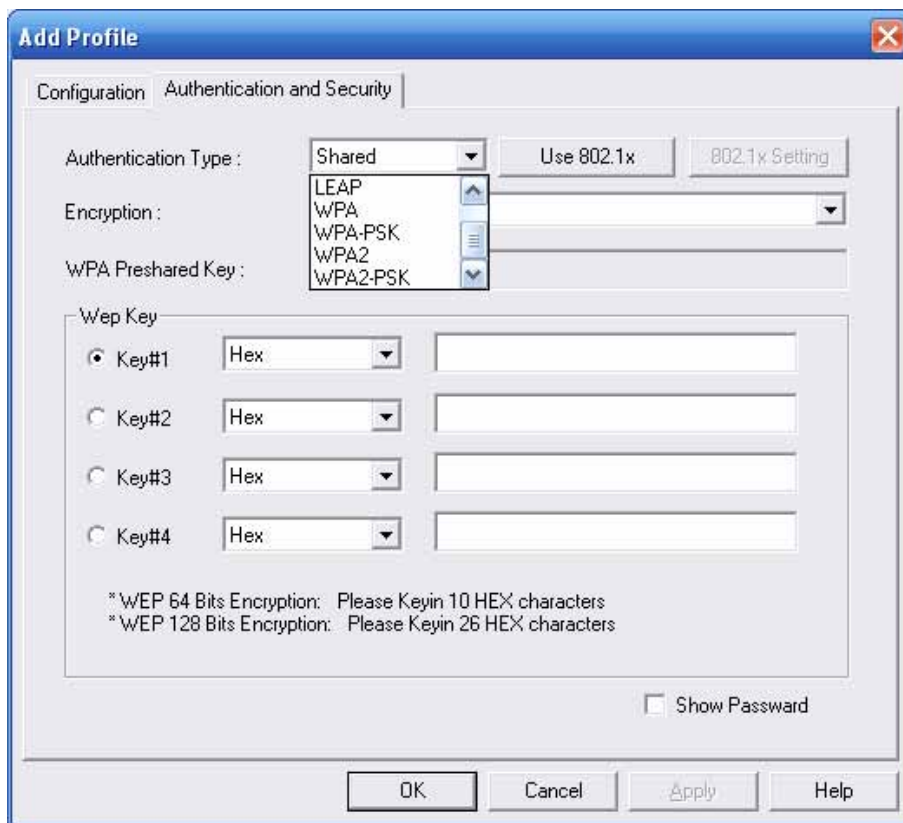 Add Profile
Configuration Authentication and Security
Authentication Type : Shared Use 802.1x 802.1x Setting
LEAP
WPA
WPA-PSK
WPA2
WPA2-PSK
Encryption :
WPA Preshared Key :
Wep Key
Key#1 Hex
Key#2 Hex
Key#3 Hex
Key#4 Hex
* WEP 64 Bits Encryption: Please Keyin 10 HEX characters
* WEP 128 Bits Encryption: Please Keyin 26 HEX characters
Show Passward
OK Cancel Apply Help